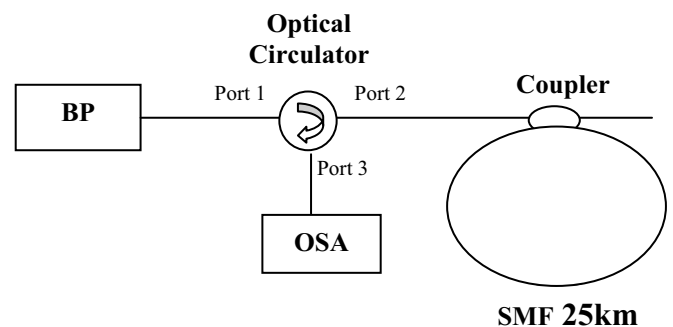 Optical
Circulator
BP
Port 1
Port 2
Coupler
Port 3
OSA
SMF 25km